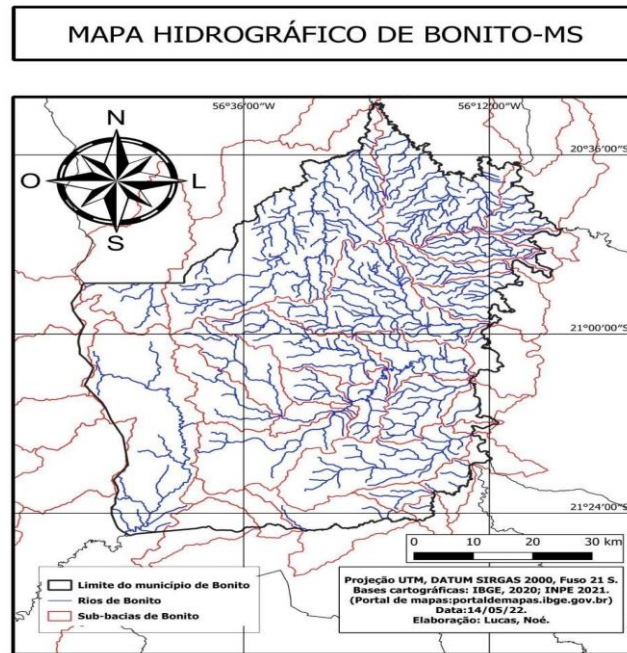 MAPA HIDROGRÁFICO DE BONITO-MS
56°36'00"W
56°12'00"W
20°36'00"S
N
O
L
S
21°00'00"S
21°24'00"S
0 10 20 30 km
Limite do município de Bonito
Rios de Bonito
Sub-bacias de Bonito
Projeção UTM, DATUM SIRGAS 2000, Fuso 21 S.
Bases cartográficas: IBGE, 2020; INPE 2021.
(Portal de mapas:portaldemapas.ibge.gov.br)
Data:14/05/22.
Elaboração: Lucas, Noé.